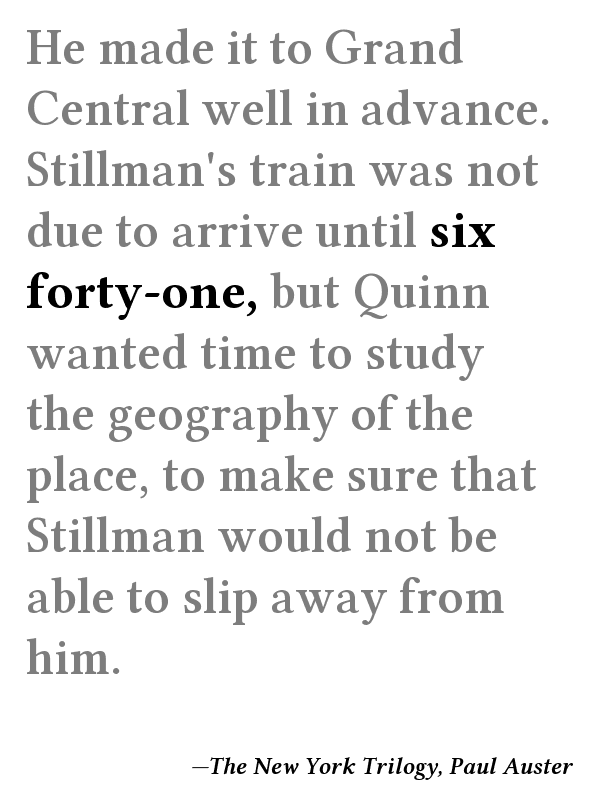 He made it to Grand
Central well in advance.
Stillman's train was not
due to arrive until six
forty-one, but Quinn
wanted time to study
the geography of the
place, to make sure that
Stillman would not be
able to slip away from
him.
—The New York Trilogy, Paul Auster